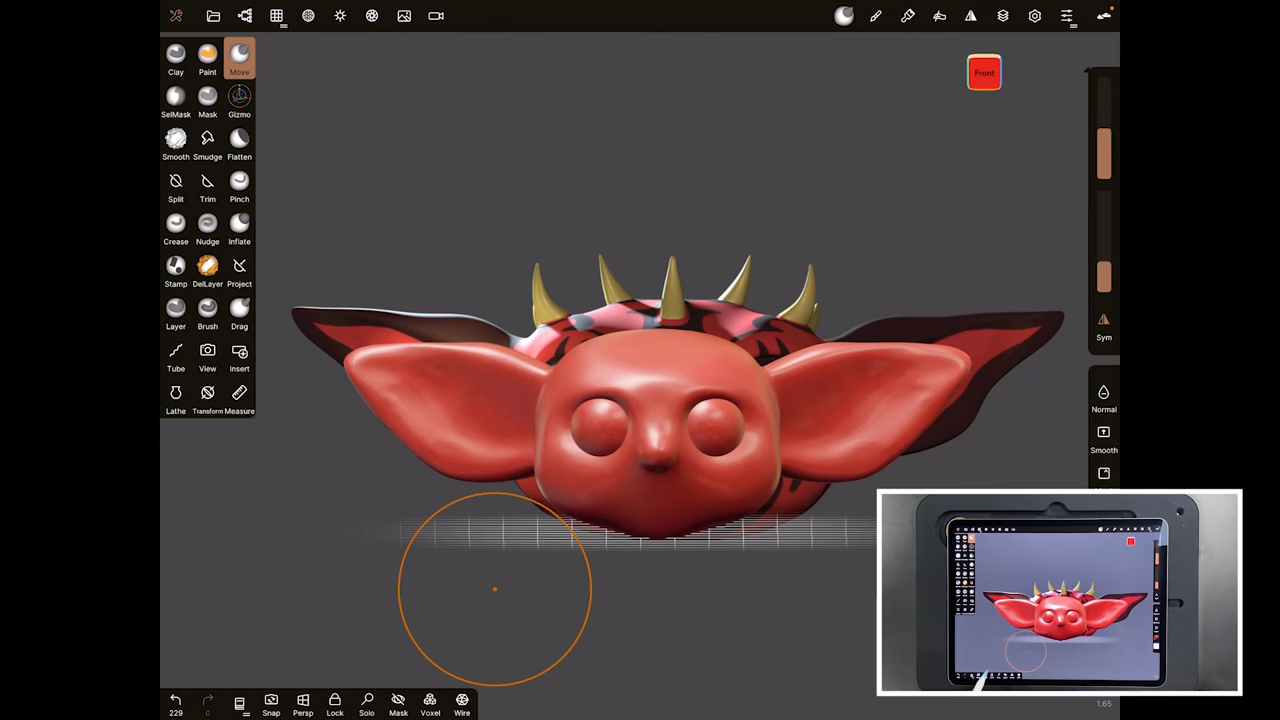 Front
Clay Paint Move
SelMask Mask Gizmo
Smooth Smudge Flatten
Split Trim Pinch
Crease Nudge Inflate
Stamp DelLayer Project
Layer Brush Drag
Tube View Insert
Lathe Transform Measure
Sym
Normal
Smooth
229 0 Snap Persp Lock Solo Mask Voxel Wire
1.65